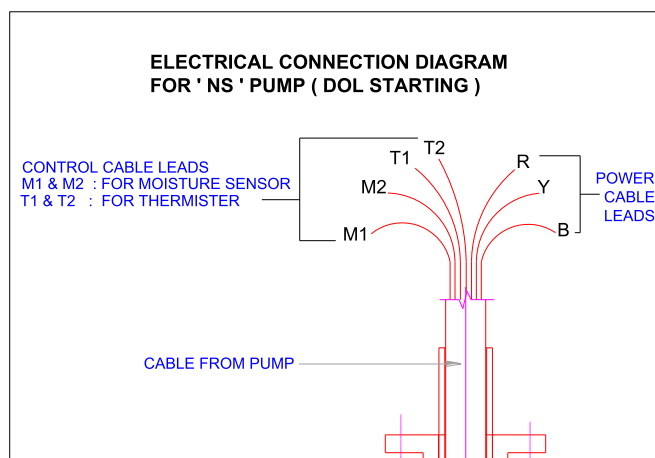 ELECTRICAL CONNECTION DIAGRAM
FOR ' NS ' PUMP ( DOL STARTING )
CONTROL CABLE LEADS
M1 & M2 : FOR MOISTURE SENSOR
T1 & T2 : FOR THERMISTER
T2
T1
M2
M1
R
Y
B
POWER
CABLE
LEADS
CABLE FROM PUMP